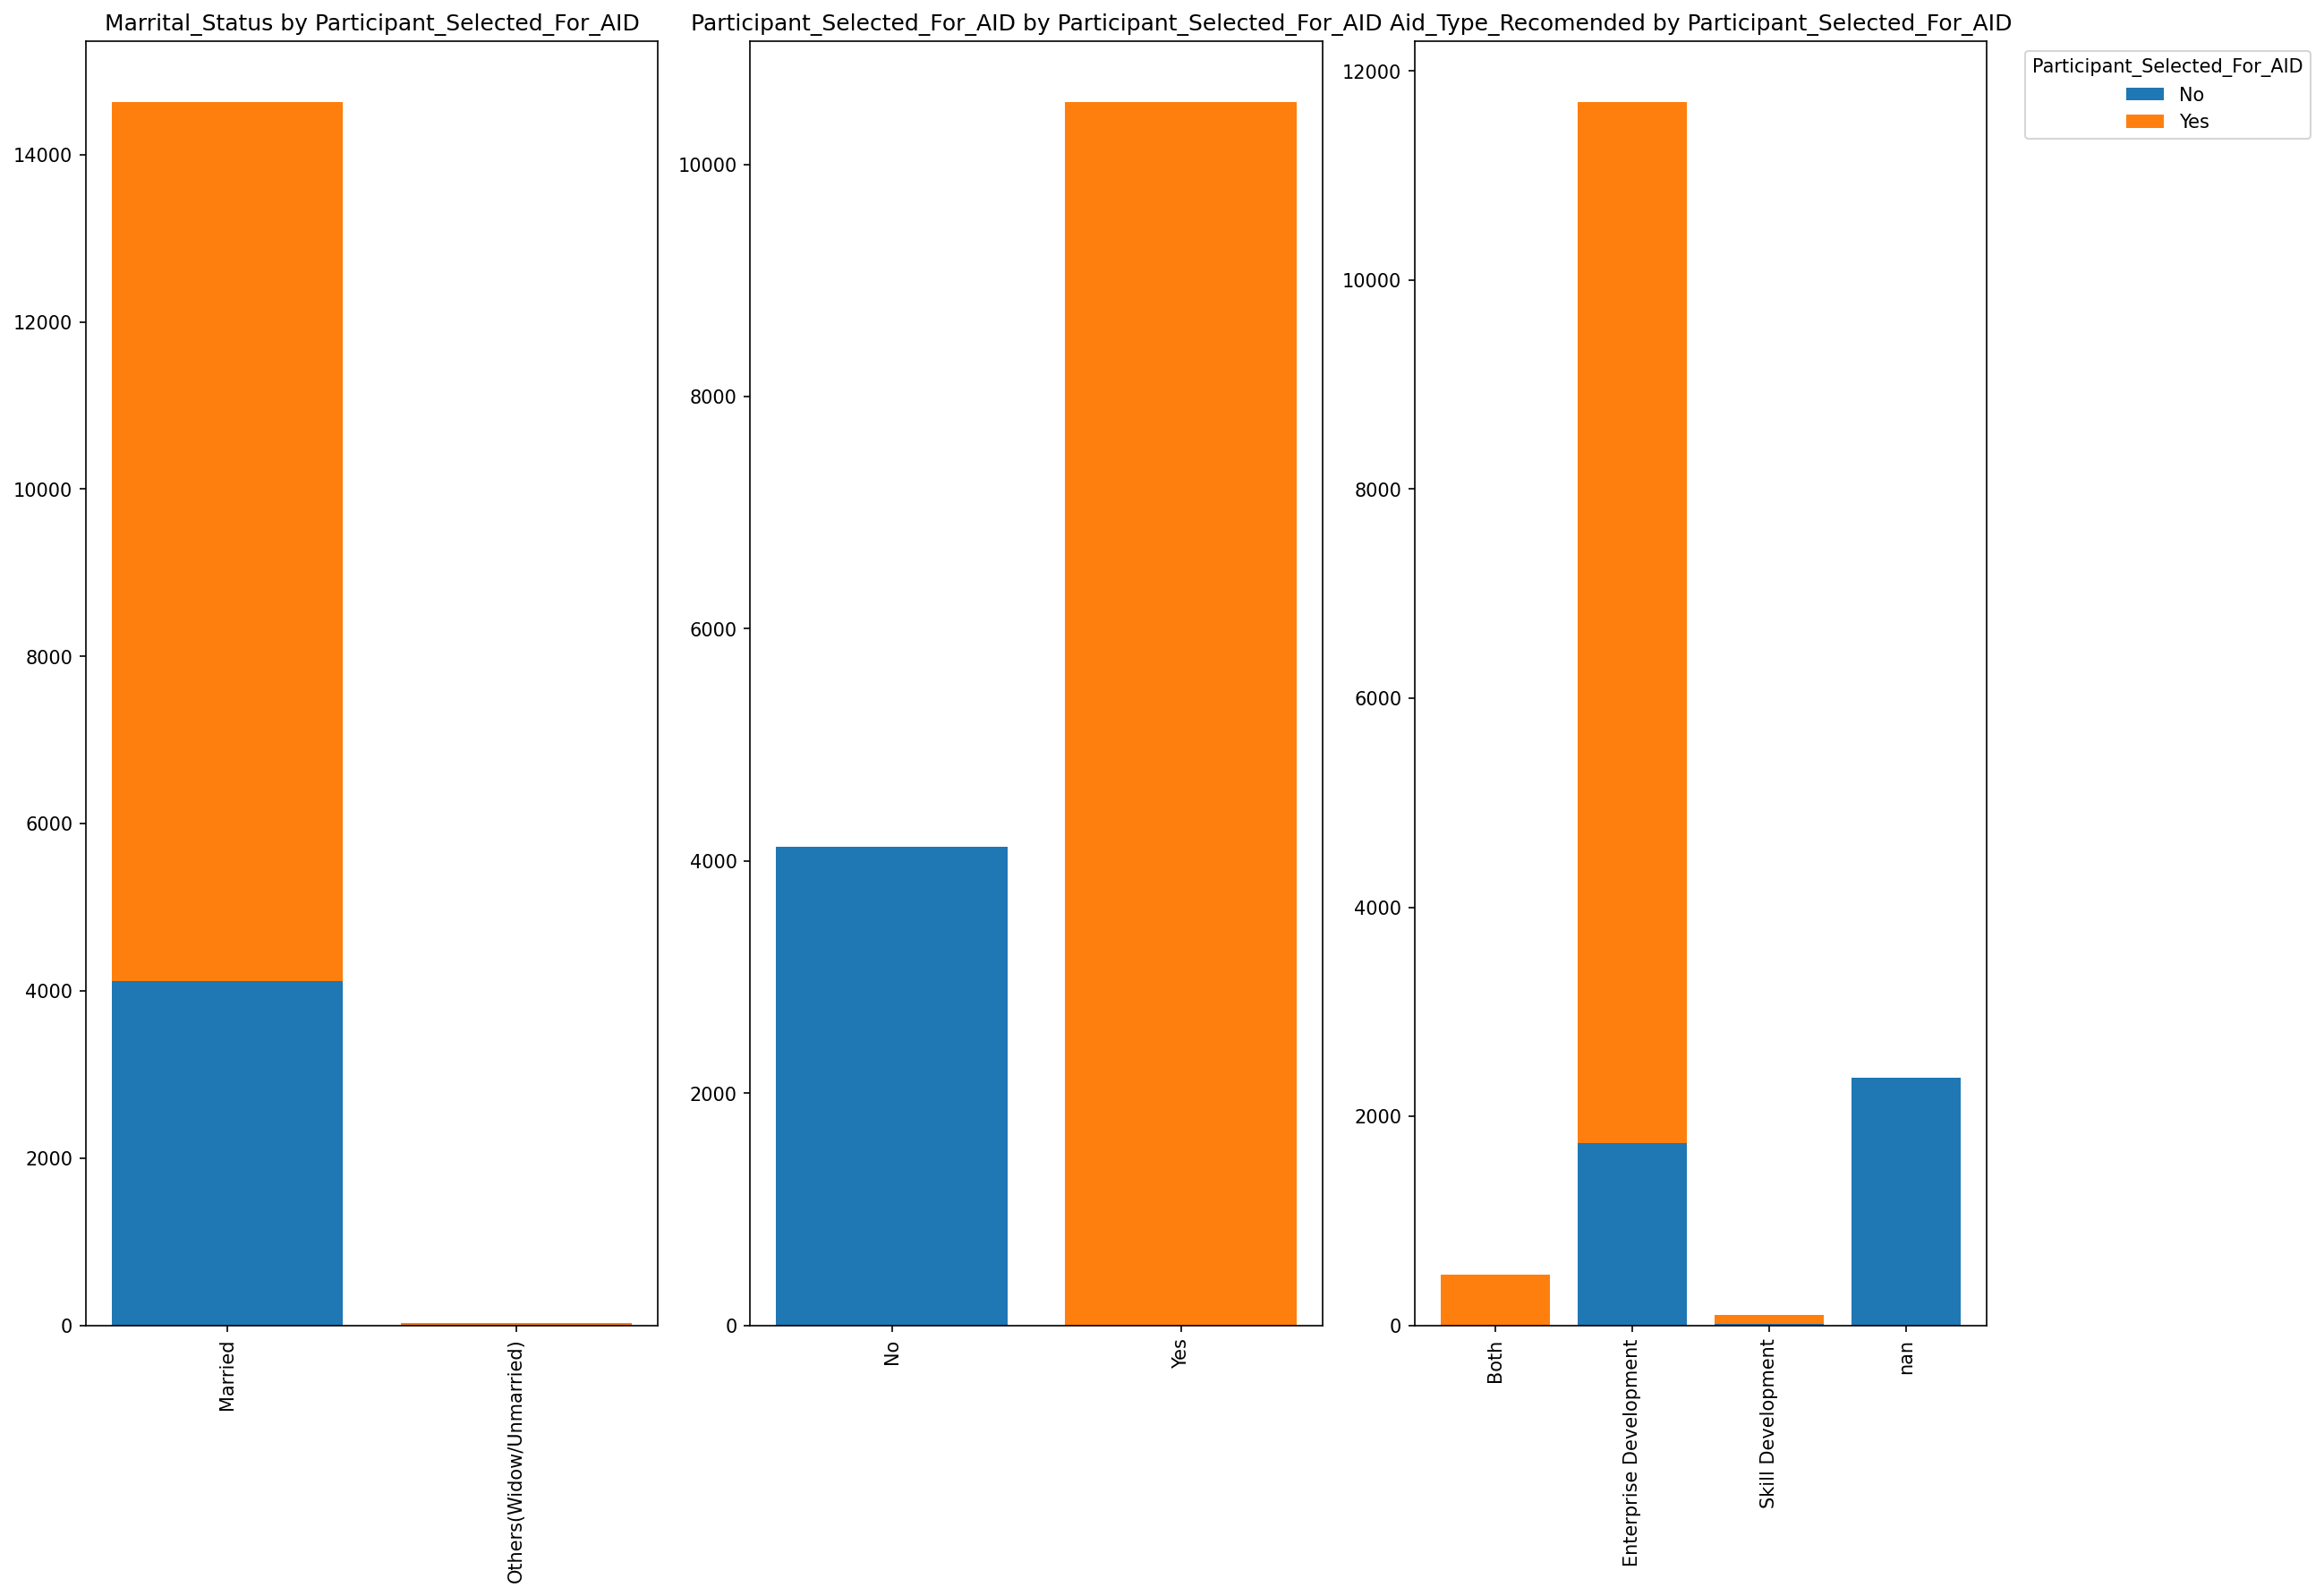 Marrital_Status by Participant_Selected_For_AID
14000
12000
10000
8000
6000
4000
2000
0
Married
Others(Widow/Unmarried)
Participant_Selected_For_AID by Participant_Selected_For_AID
10000
8000
6000
4000
2000
0
No
Yes
Aid_Type_Recomended by Participant_Selected_For_AID
12000
10000
8000
6000
4000
2000
0
Both
Enterprise Development
Skill Development
nan
Participant_Selected_For_AID
No
Yes